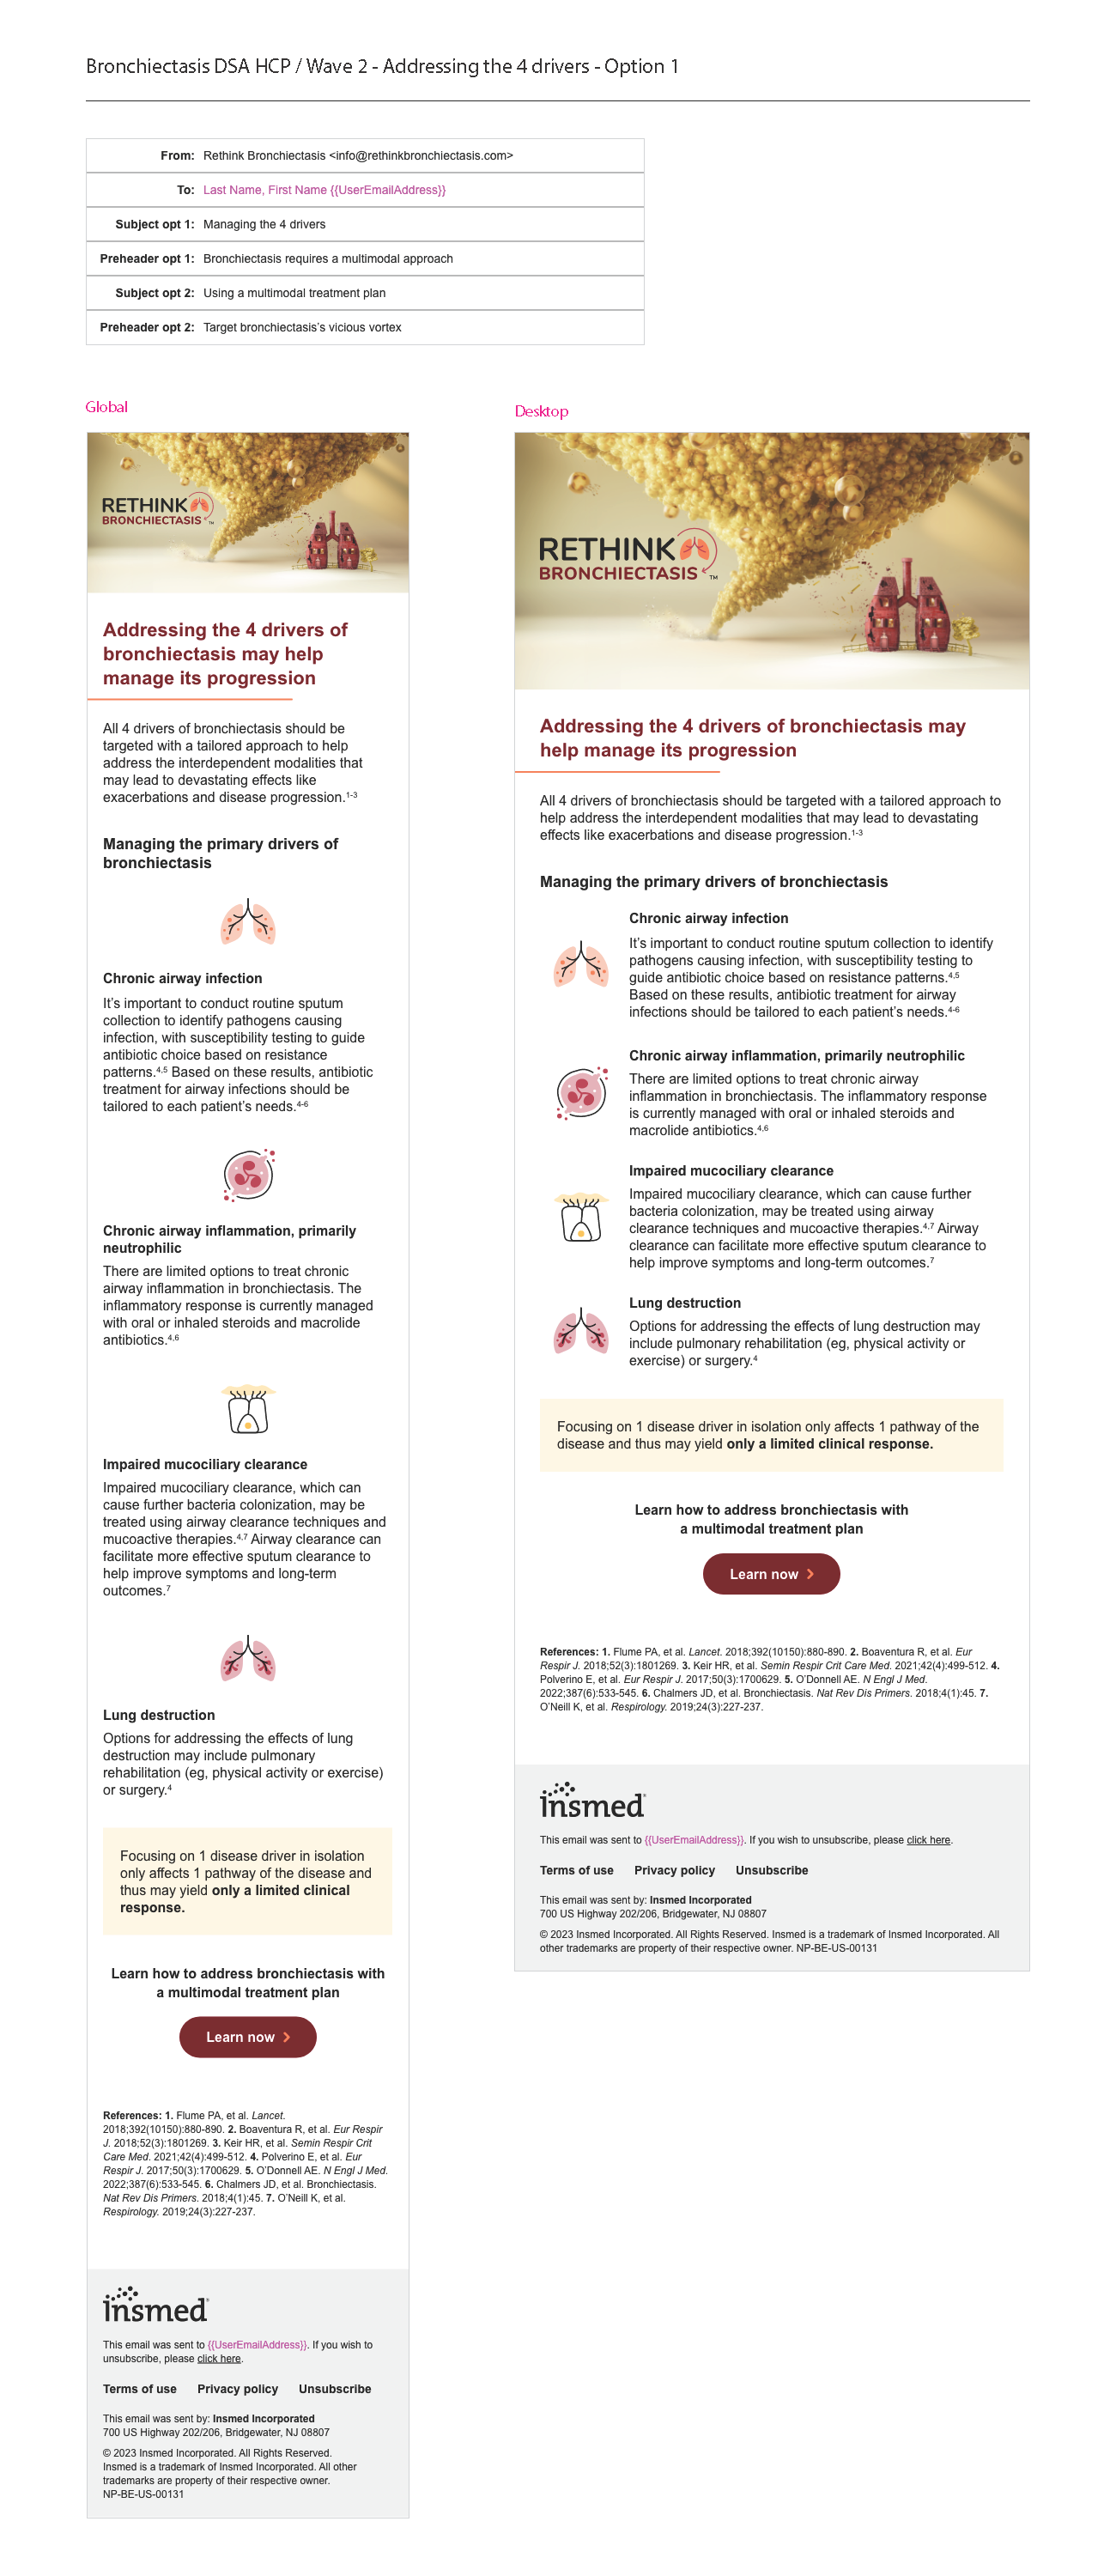 Bronchiectasis DSA HCP / Wave 2 - Addressing the 4 drivers - Option 1
From: Rethink Bronchiectasis <info@rethinkbronchiectasis.com>
To: Last Name, First Name {{UserEmailAddress}}
Subject opt 1: Managing the 4 drivers
Preheader opt 1: Bronchiectasis requires a multimodal approach
Subject opt 2: Using a multimodal treatment plan
Preheader opt 2: Target bronchiectasis's vicious vortex
Global
RETHINK
BRONCHIECTASIS™
Addressing the 4 drivers of
bronchiectasis may help
manage its progression
All 4 drivers of bronchiectasis should be
targeted with a tailored approach to help
address the interdependent modalities that
may lead to devastating effects like
exacerbations and disease progression.1-3
Managing the primary drivers of
bronchiectasis
Chronic airway infection
It's important to conduct routine sputum
collection to identify pathogens causing
infection, with susceptibility testing to guide
antibiotic choice based on resistance
patterns.4,5 Based on these results, antibiotic
treatment for airway infections should be
tailored to each patient's needs.4-6
Chronic airway inflammation, primarily
neutrophilic
There are limited options to treat chronic
airway inflammation in bronchiectasis. The
inflammatory response is currently managed
with oral or inhaled steroids and macrolide
antibiotics.4,6
Impaired mucociliary clearance
Impaired mucociliary clearance, which can
cause further bacteria colonization, may be
treated using airway clearance techniques and
mucoactive therapies.4,7 Airway clearance can
facilitate more effective sputum clearance to
help improve symptoms and long-term
outcomes.7
Lung destruction
Options for addressing the effects of lung
destruction may include pulmonary
rehabilitation (eg, physical activity or exercise)
or surgery.4
Focusing on 1 disease driver in isolation
only affects 1 pathway of the disease and
thus may yield only a limited clinical
response.
Learn how to address bronchiectasis with
a multimodal treatment plan
Learn now
References: 1. Flume PA, et al. Lancet.
2018;392(10150):880-890. 2. Boaventura R, et al. Eur Respir
J. 2018;52(3):1801269. 3. Keir HR, et al. Semin Respir Crit
Care Med. 2021;42(4):499-512. 4. Polverino E, et al. Eur
Respir J. 2017;50(3):1700629. 5. O'Donnell AE. N Engl J Med.
2022;387(6):533-545. 6. Chalmers JD, et al. Bronchiectasis.
Nat Rev Dis Primers. 2018;4(1):45. 7. O'Neill K, et al.
Respirology. 2019;24(3):227-237.
insmed®
This email was sent to {{UserEmailAddress}}. If you wish to
unsubscribe, please click here.
Terms of use Privacy policy Unsubscribe
This email was sent by: Insmed Incorporated
700 US Highway 202/206, Bridgewater, NJ 08807
© 2023 Insmed Incorporated. All Rights Reserved.
Insmed is a trademark of Insmed Incorporated. All other
trademarks are property of their respective owner.
NP-BE-US-00131
Desktop
RETHINK
BRONCHIECTASIS™
Addressing the 4 drivers of bronchiectasis may
help manage its progression
All 4 drivers of bronchiectasis should be targeted with a tailored approach to
help address the interdependent modalities that may lead to devastating
effects like exacerbations and disease progression.1-3
Managing the primary drivers of bronchiectasis
Chronic airway infection
It's important to conduct routine sputum collection to identify
pathogens causing infection, with susceptibility testing to
guide antibiotic choice based on resistance patterns.4,5
Based on these results, antibiotic treatment for airway
infections should be tailored to each patient's needs.4-6
Chronic airway inflammation, primarily neutrophilic
There are limited options to treat chronic airway
inflammation in bronchiectasis. The inflammatory response
is currently managed with oral or inhaled steroids and
macrolide antibiotics.4,6
Impaired mucociliary clearance
Impaired mucociliary clearance, which can cause further
bacteria colonization, may be treated using airway
clearance techniques and mucoactive therapies.4,7 Airway
clearance can facilitate more effective sputum clearance to
help improve symptoms and long-term outcomes.7
Lung destruction
Options for addressing the effects of lung destruction may
include pulmonary rehabilitation (eg, physical activity or
exercise) or surgery.4
Focusing on 1 disease driver in isolation only affects 1 pathway of the
disease and thus may yield only a limited clinical response.
Learn how to address bronchiectasis with
a multimodal treatment plan
Learn now
References: 1. Flume PA, et al. Lancet. 2018;392(10150):880-890. 2. Boaventura R, et al. Eur
Respir J. 2018;52(3):1801269. 3. Keir HR, et al. Semin Respir Crit Care Med. 2021;42(4):499-512. 4.
Polverino E, et al. Eur Respir J. 2017;50(3):1700629. 5. O'Donnell AE. N Engl J Med.
2022;387(6):533-545. 6. Chalmers JD, et al. Bronchiectasis. Nat Rev Dis Primers. 2018;4(1):45. 7.
O'Neill K, et al. Respirology. 2019;24(3):227-237.
insmed®
This email was sent to {{UserEmailAddress}}. If you wish to unsubscribe, please click here.
Terms of use Privacy policy Unsubscribe
This email was sent by: Insmed Incorporated
700 US Highway 202/206, Bridgewater, NJ 08807
© 2023 Insmed Incorporated. All Rights Reserved. Insmed is a trademark of Insmed Incorporated. All
other trademarks are property of their respective owner. NP-BE-US-00131